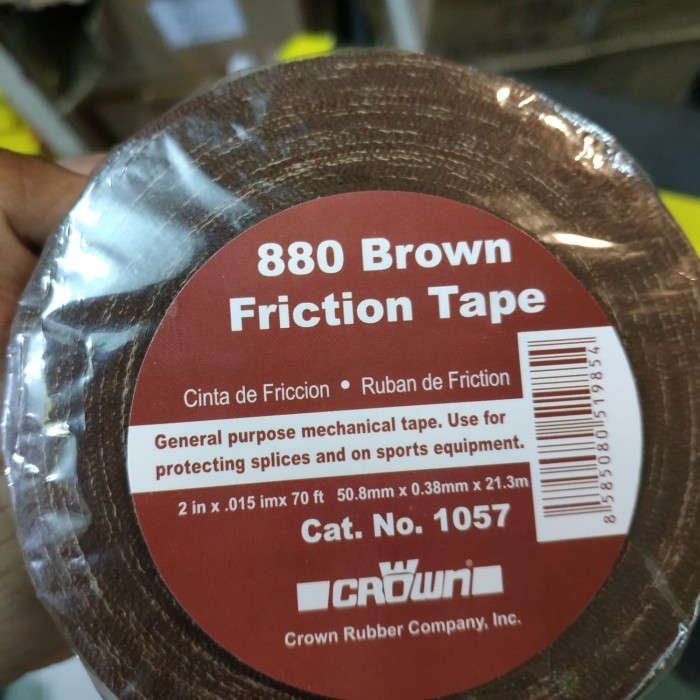 880 Brown
Friction Tape
Cinta de Friccion • Ruban de Friction
General purpose mechanical tape. Use for
protecting splices and on sports equipment.
2 in x .015 imx 70 ft 50.8mm x 0.38mm x 21.3m
Cat. No. 1057
CROWN
Crown Rubber Company, Inc.
8 585080 519854